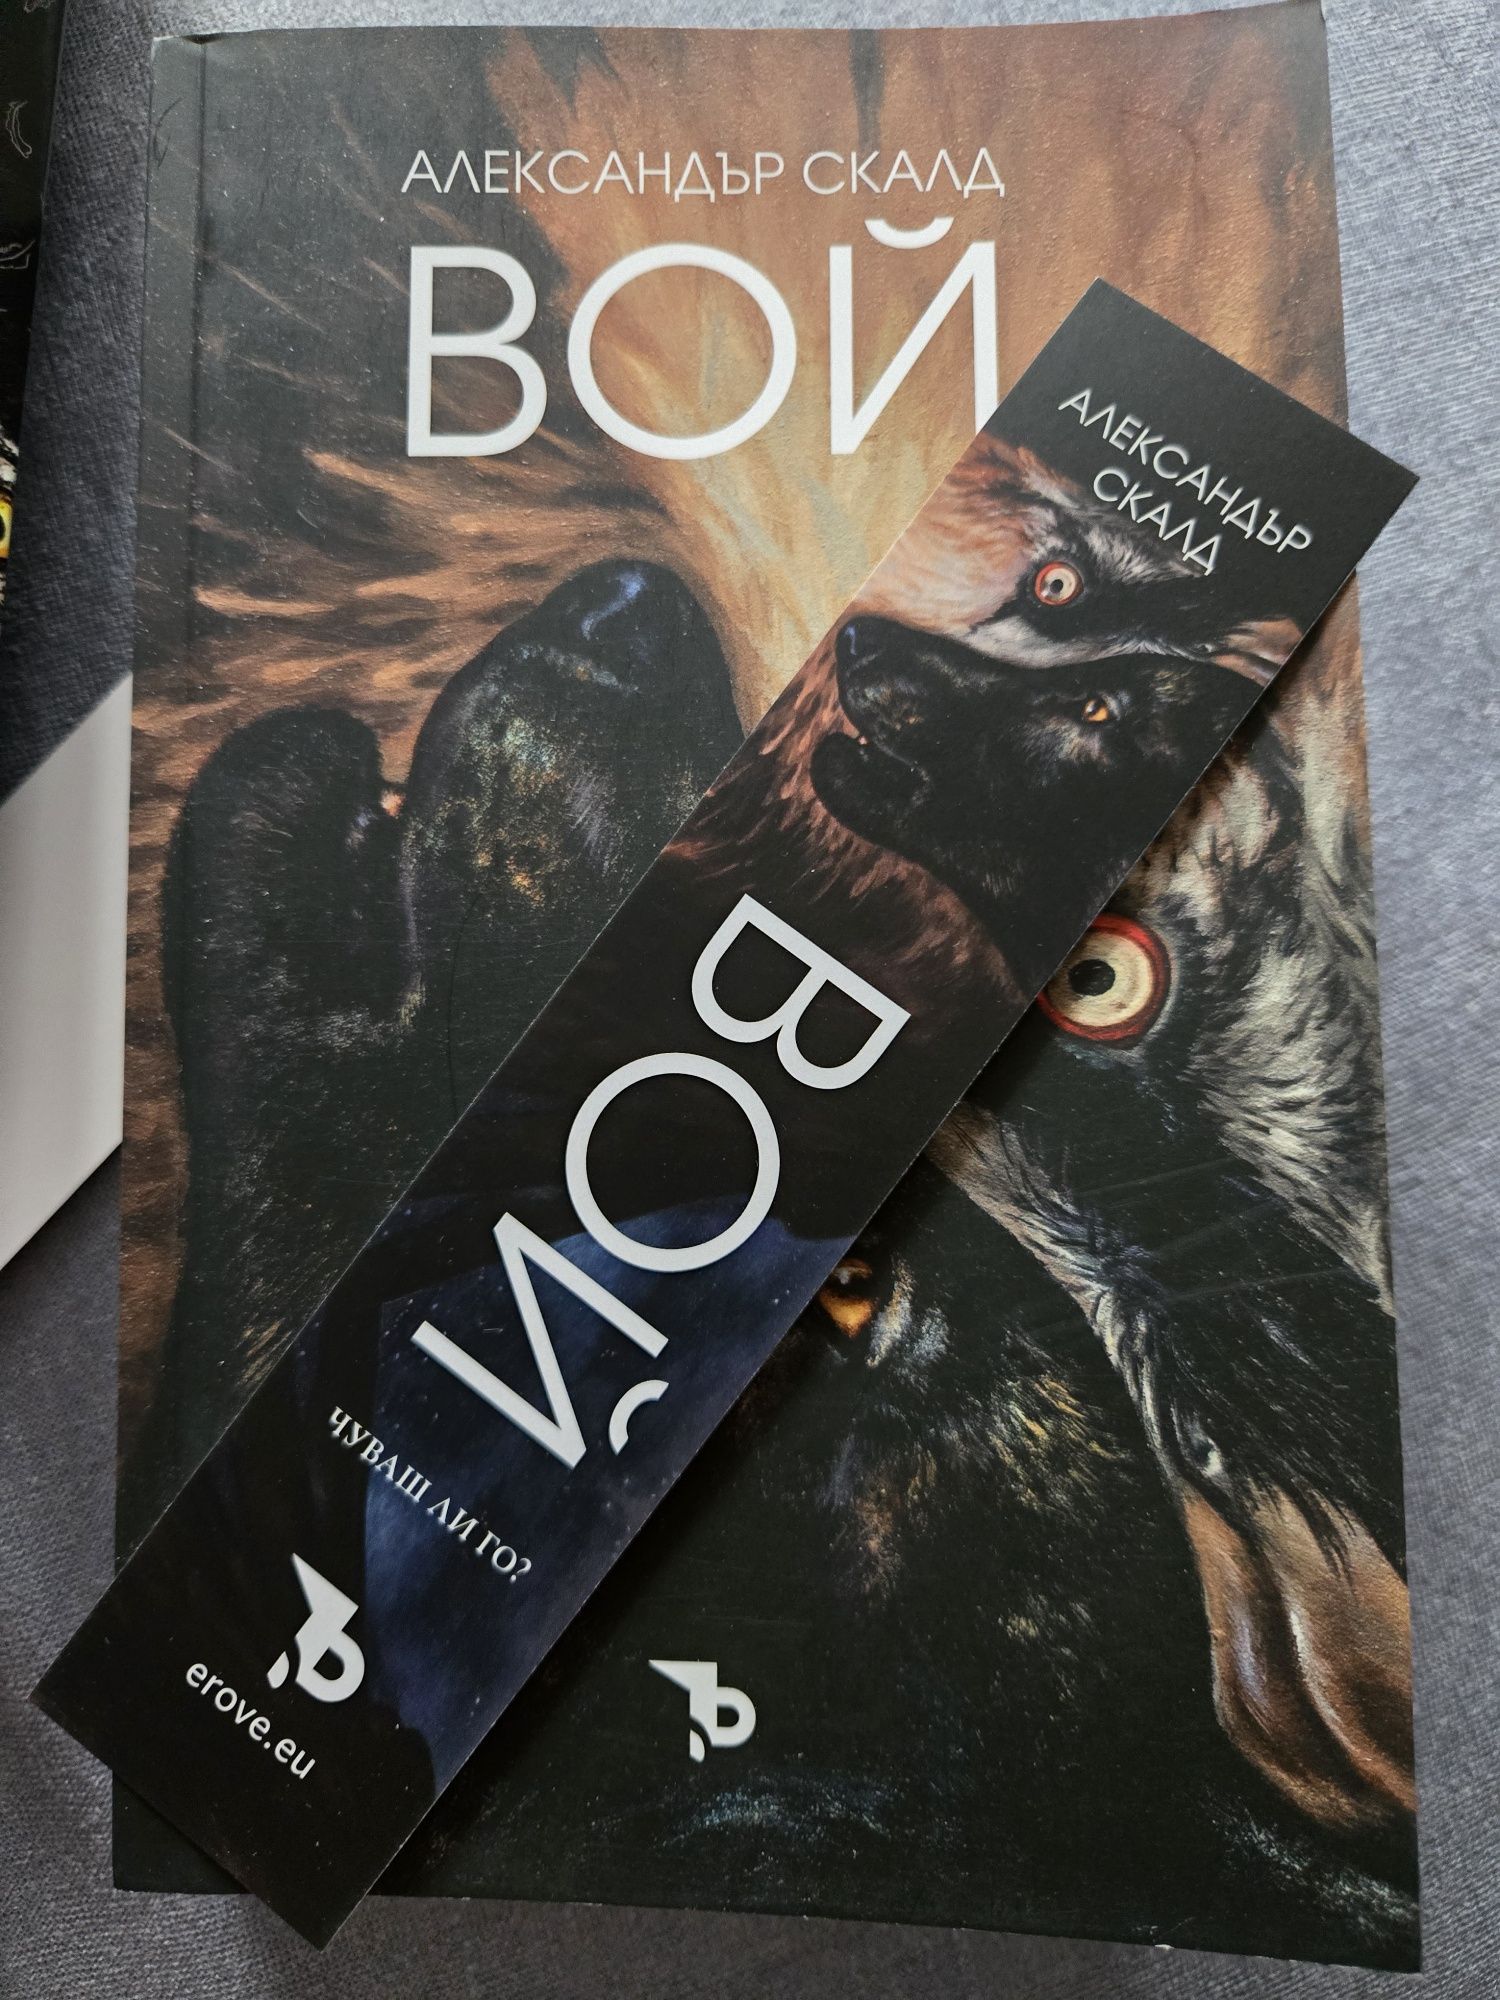 АЛЕКСАНДЪР СКАЛД
ВОЙ
АЛЕКСАНДЪР
СКАЛД
ВОЙ
ЧУВАШ ЛИ ГО?
erove.eu